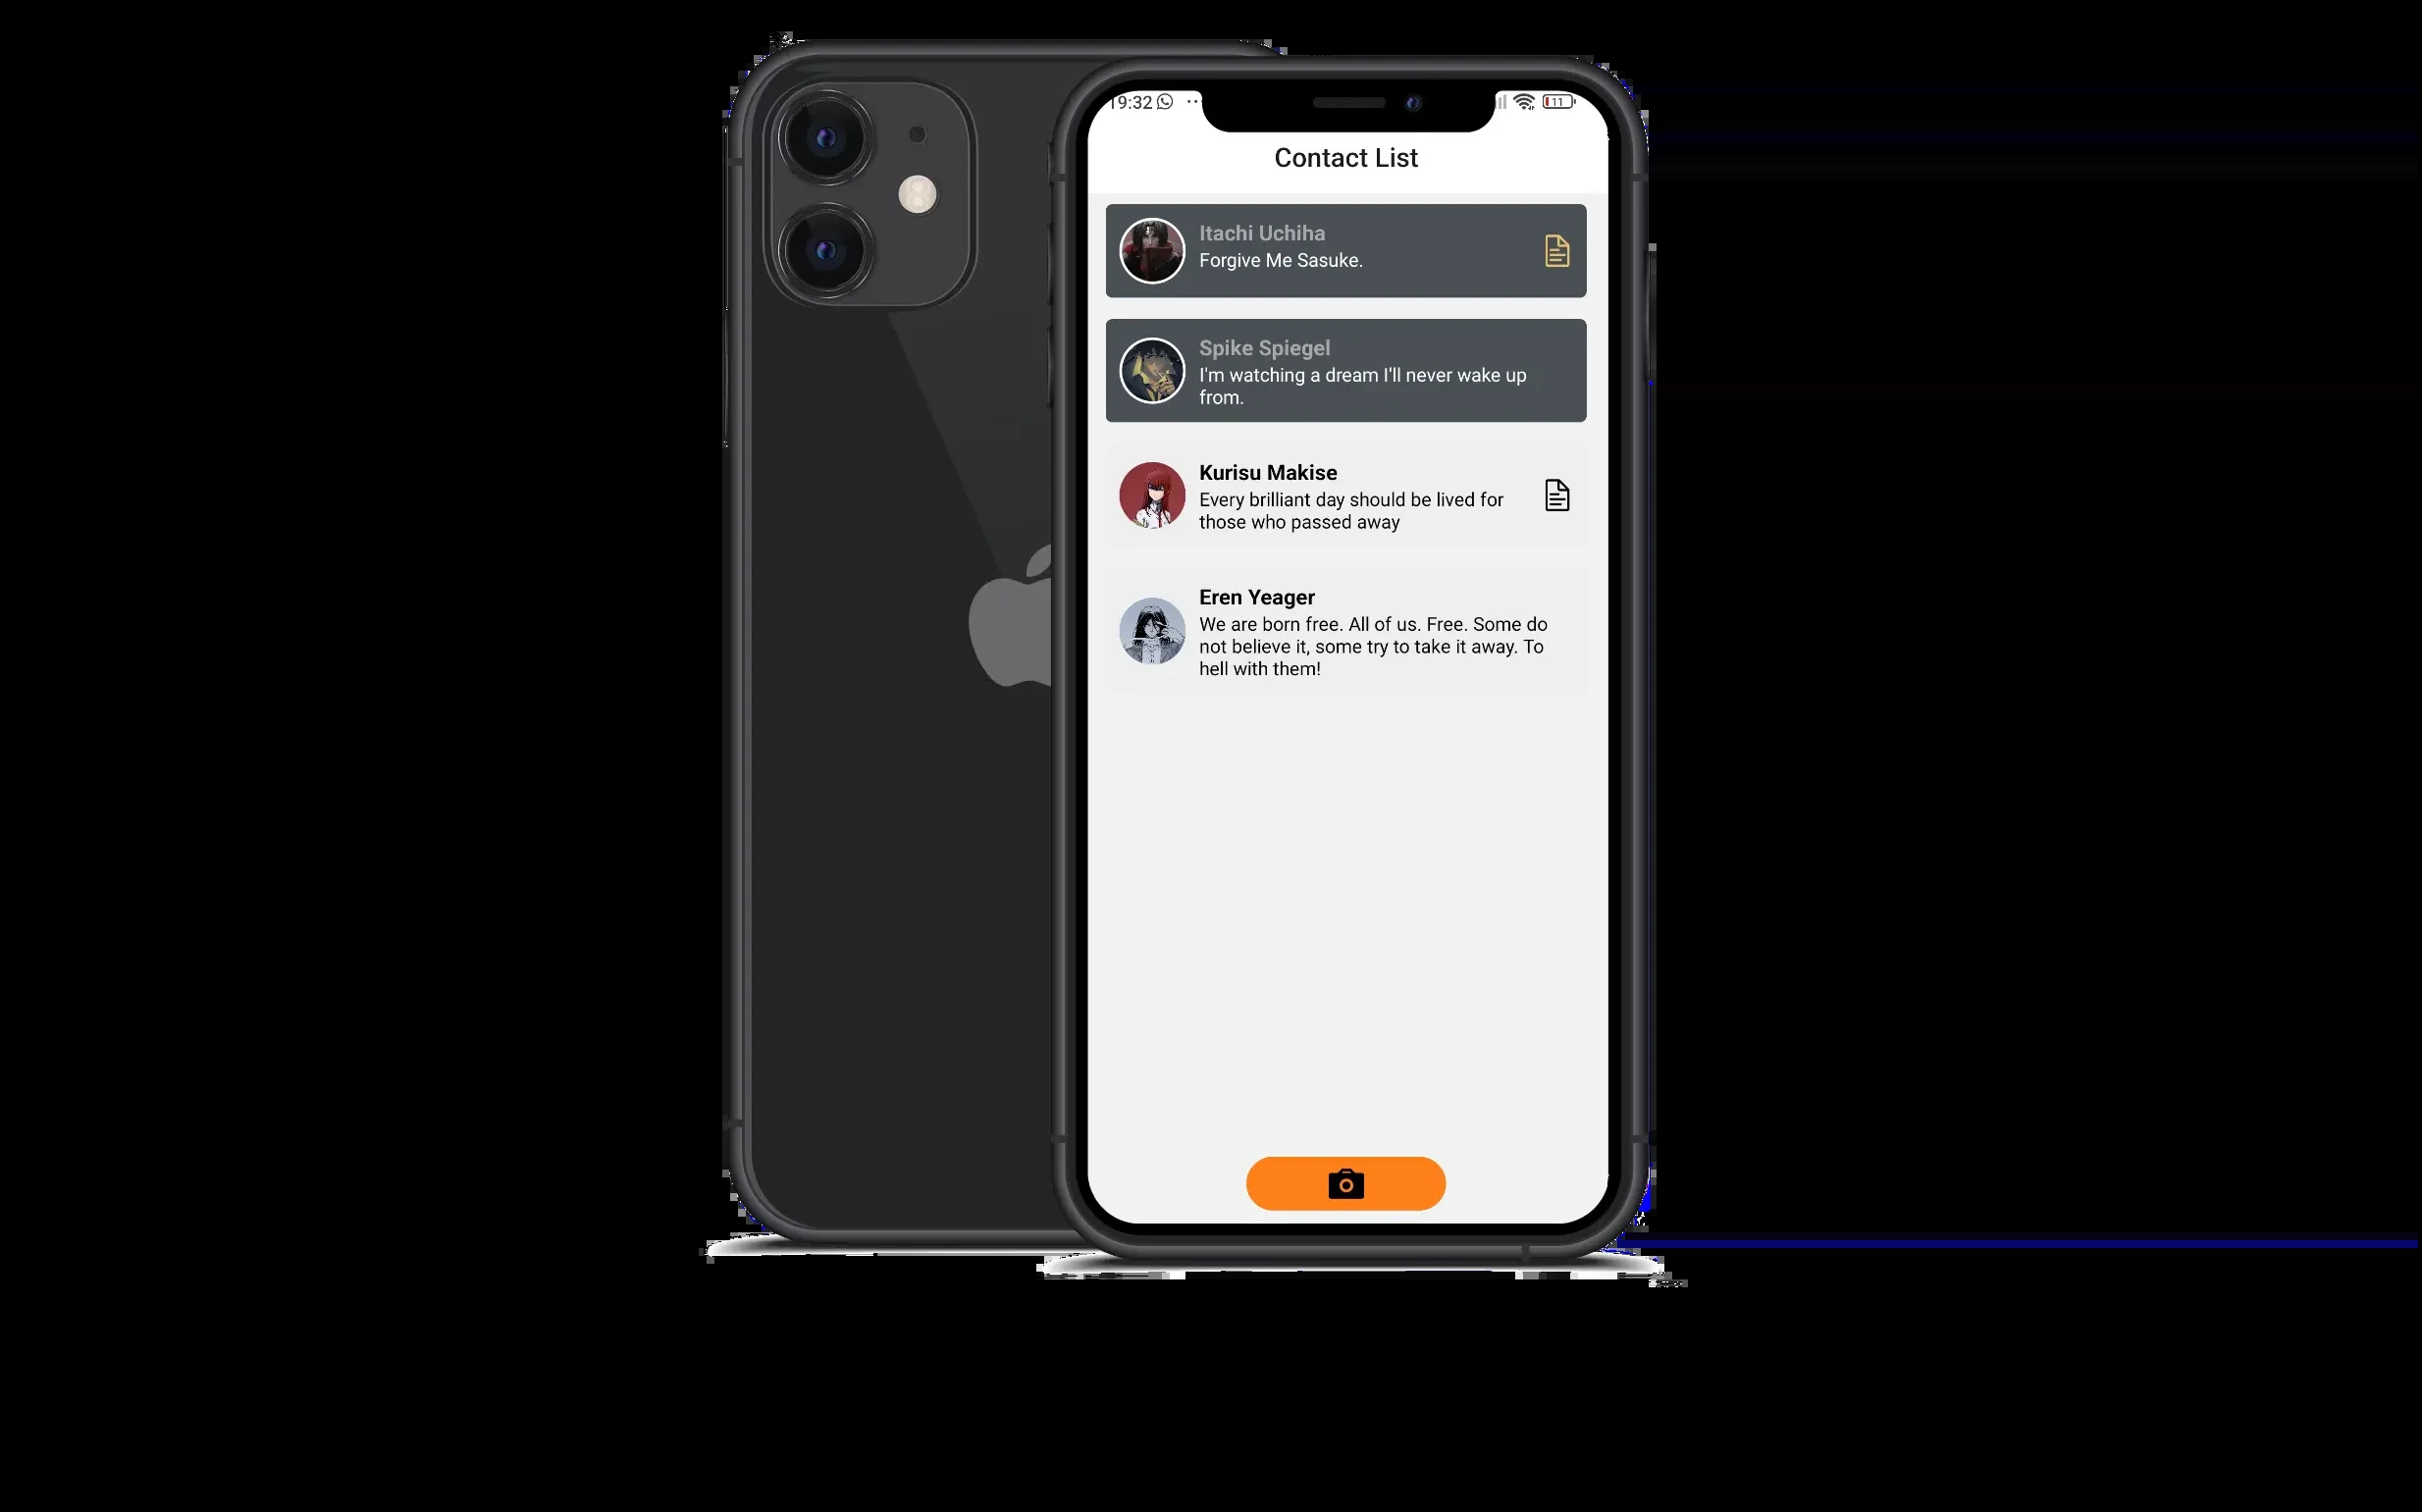 19:32
11
Contact List
Itachi Uchiha
Forgive Me Sasuke.
Spike Spiegel
I'm watching a dream I'll never wake up
from.
Kurisu Makise
Every brilliant day should be lived for
those who passed away
Eren Yeager
We are born free. All of us. Free. Some do
not believe it, some try to take it away. To
hell with them!